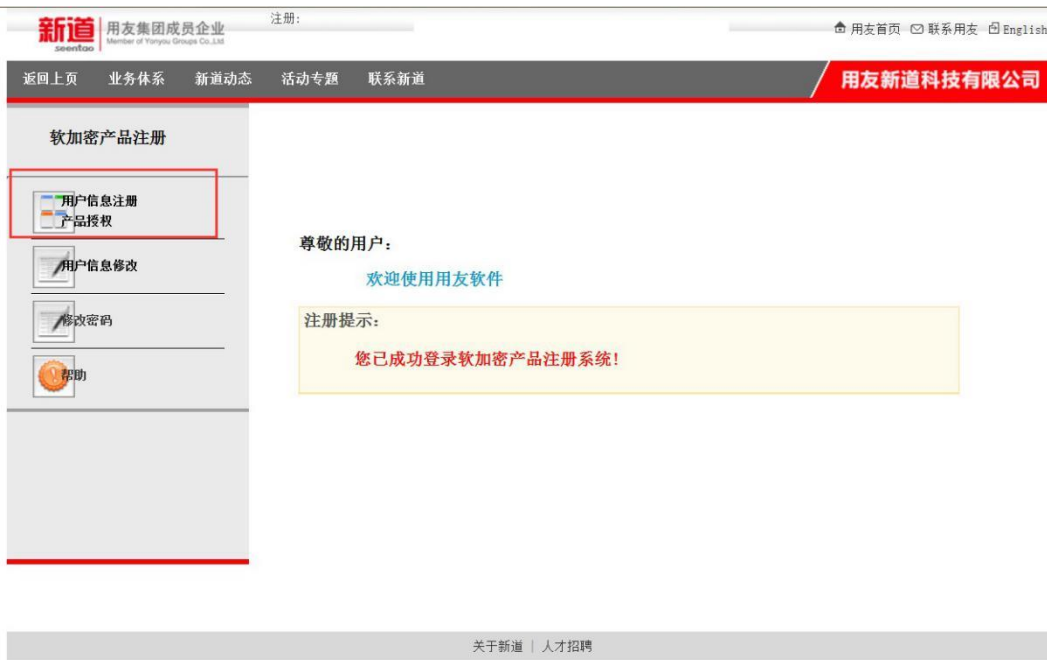 新道 用友集团成员企业 注册: 用友首页 联系用友 English
seentao Member of Yonyou Groups Co.,Ltd
返回上页 业务体系 新道动态 活动专题 联系新道 用友新道科技有限公司
软加密产品注册
用户信息注册
产品授权
用户信息修改
修改密码
帮助
尊敬的用户：
欢迎使用用友软件
注册提示：
您已成功登录软加密产品注册系统！
关于新道 | 人才招聘